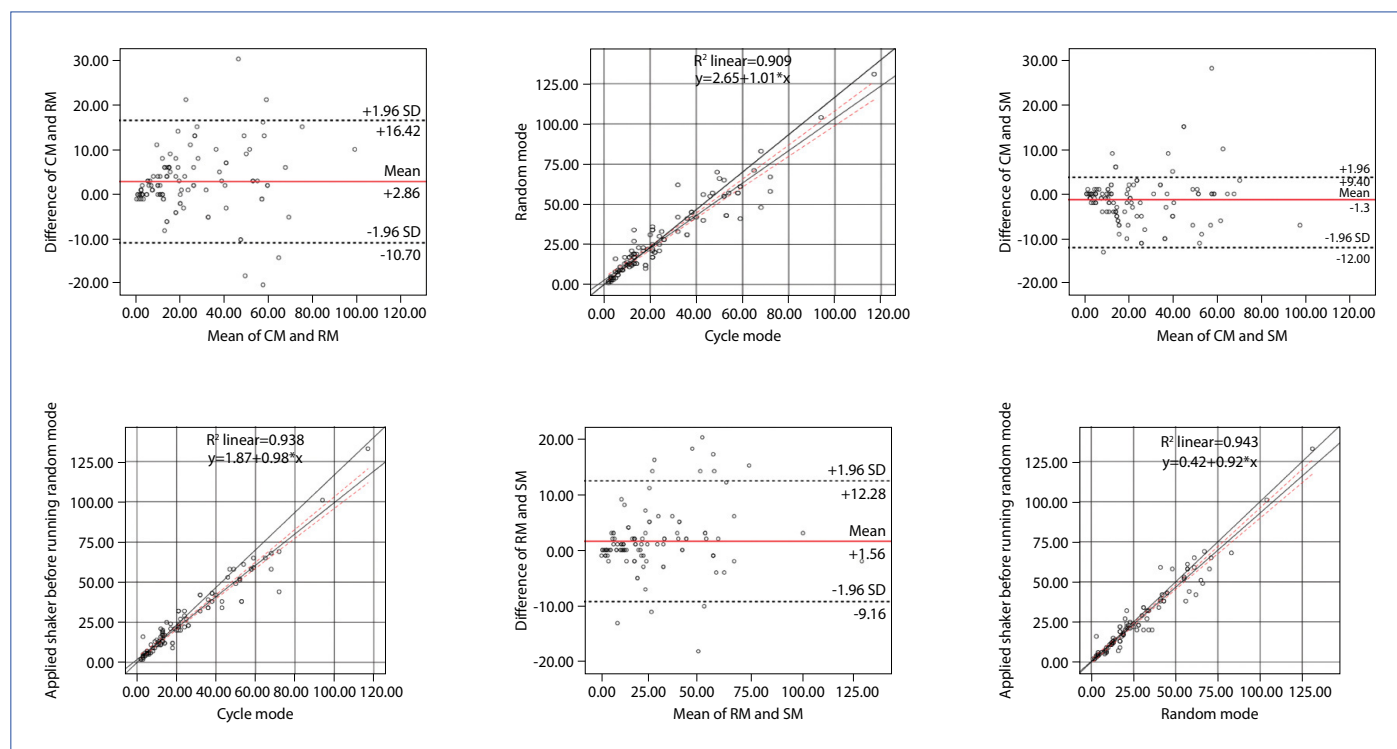 Difference of CM and RM
30.00
20.00
10.00
0.00
-10.00
-20.00
+1.96 SD
+16.42
Mean
+2.86
-1.96 SD
-10.70
0.00 20.00 40.00 60.00 80.00 100.00 120.00
Mean of CM and RM
Random mode
R² linear=0.909
y=2.65+1.01*x
125.00
100.00
75.00
50.00
25.00
0.00
0.00 20.00 40.00 60.00 80.00 100.00 120.00
Cycle mode
Difference of CM and SM
30.00
20.00
10.00
0.00
-10.00
-20.00
+1.96
+9.40
Mean
-1.3
-1.96 SD
-12.00
0.00 20.00 40.00 60.00 80.00 100.00 120.00
Mean of CM and SM
Applied shaker before running random mode
R² linear=0.938
y=1.87+0.98*x
125.00
100.00
75.00
50.00
25.00
0.00
0.00 20.00 40.00 60.00 80.00 100.00 120.00
Cycle mode
Difference of RM and SM
20.00
10.00
0.00
-10.00
-20.00
+1.96 SD
+12.28
Mean
+1.56
-1.96 SD
-9.16
0.00 25.00 50.00 75.00 100.00 125.00
Mean of RM and SM
Applied shaker before running random mode
R² linear=0.943
y=0.42+0.92*x
125.00
100.00
75.00
50.00
25.00
0.00
0.00 25.00 50.00 75.00 100.00 125.00
Random mode